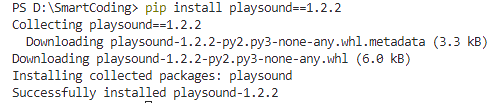 PS D:\SmartCoding> pip install playsound==1.2.2
Collecting playsound==1.2.2
  Downloading playsound-1.2.2-py2.py3-none-any.whl.metadata (3.3 kB)
Downloading playsound-1.2.2-py2.py3-none-any.whl (6.0 kB)
Installing collected packages: playsound
Successfully installed playsound-1.2.2